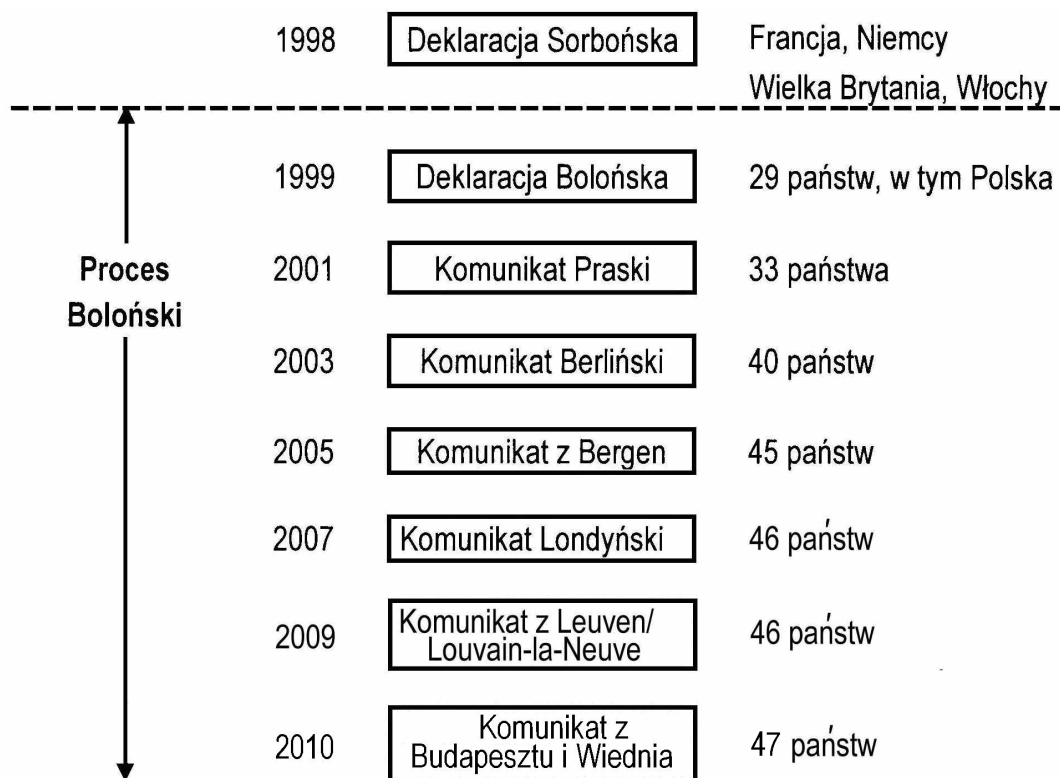 1998 Deklaracja Sorbońska Francja, Niemcy
Wielka Brytania, Włochy
1999 Deklaracja Bolońska 29 państw, w tym Polska
Proces 2001 Komunikat Praski 33 państwa
Boloński
2003 Komunikat Berliński 40 państw
2005 Komunikat z Bergen 45 państw
2007 Komunikat Londyński 46 państw
2009 Komunikat z Leuven/ 46 państw
Louvain-la-Neuve
2010 Komunikat z 47 państw
Budapesztu i Wiednia